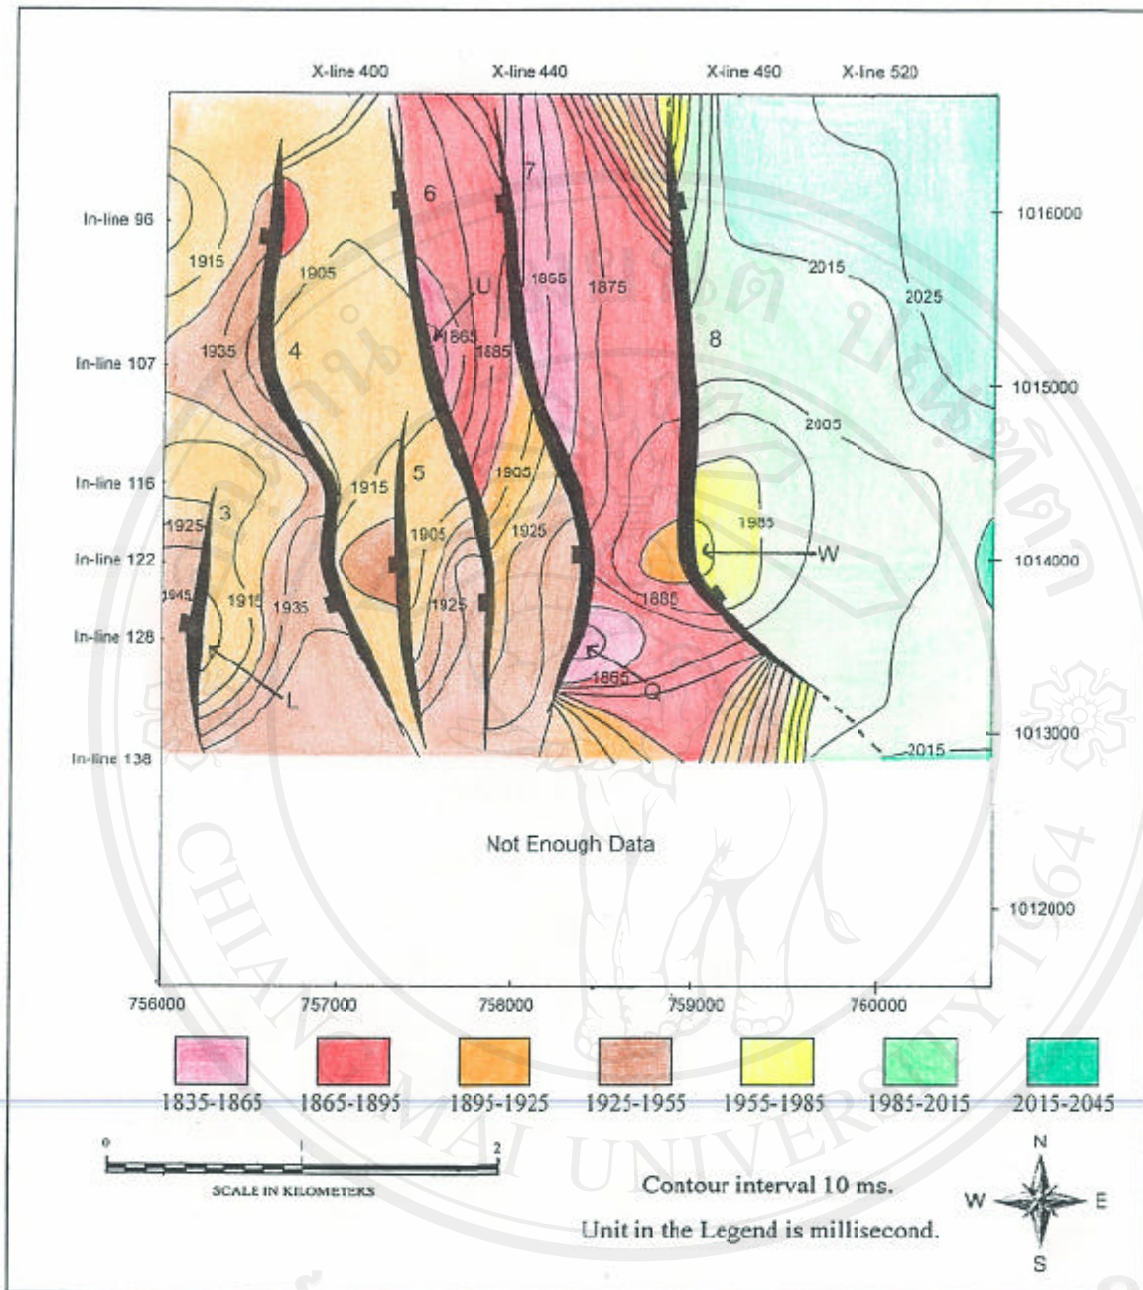 X-line 400 X-line 440 X-line 490 X-line 520
7
6
In-line 96 1016000
1915 1905 2015
1855 1875 2025
U
1865
8
1935 4 1885
In-line 107
1015000
2005
5 1905
In-line 116 1915
3
1925 1905 1925 1985
W
In-line 122 1014000
1945 1915 1935 1925 1885
In-line 128
1865 Q
L
1013000
In-line 138 2015
Not Enough Data
1012000
756000 757000 758000 759000 760000
1835-1865 1865-1895 1895-1925 1925-1955 1955-1985 1985-2015 2015-2045
0 1 2
SCALE IN KILOMETERS
Contour interval 10 ms.
Unit in the Legend is millisecond.
N
W E
S
CHIANG MAI UNIVERSITY 1964